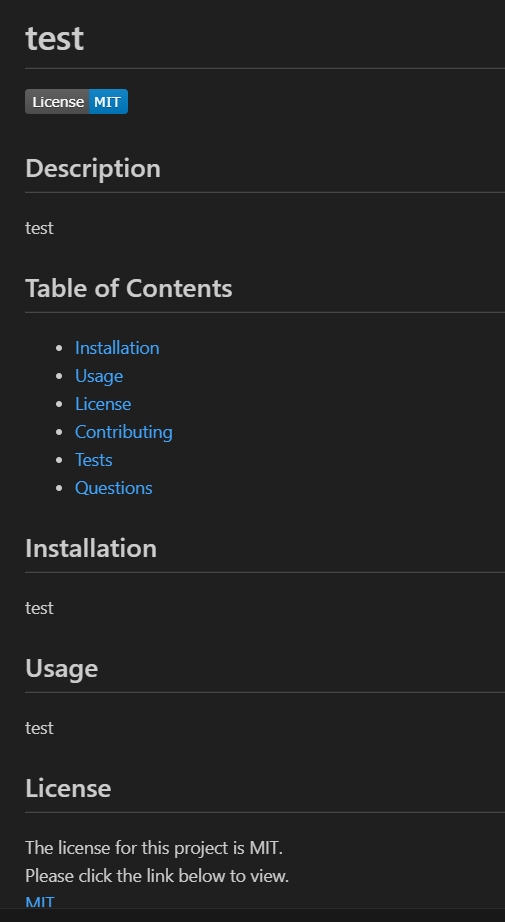 test
License MIT
Description
test
Table of Contents
Installation
Usage
License
Contributing
Tests
Questions
Installation
test
Usage
test
License
The license for this project is MIT.
Please click the link below to view.
MIT